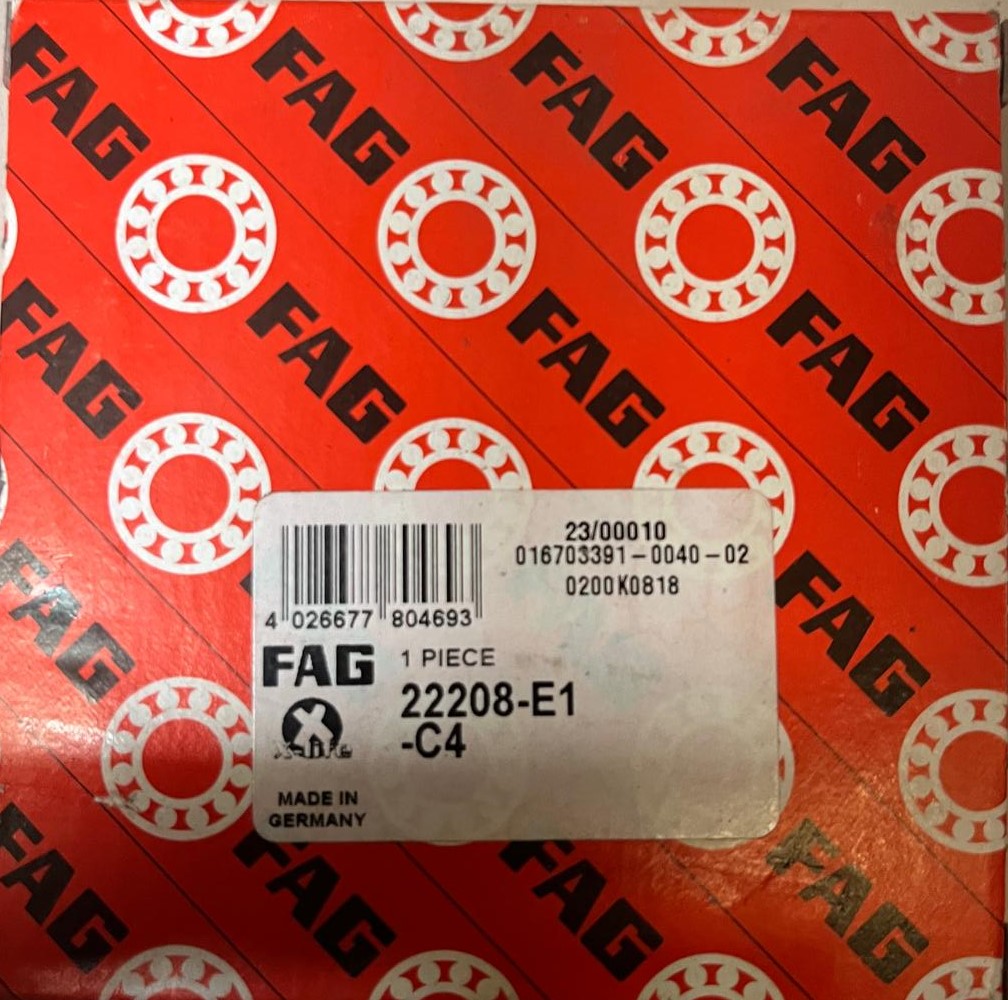 FAG FAG FAG FAG
FAG FAG FAG FAG
23/00010
016703391-0040-02
0200K0818
4 026677 804693
FAG FAG
FAG 1 PIECE
22208-E1
-C4
X-life
MADE IN
GERMANY
FAG FAG FAG FAG